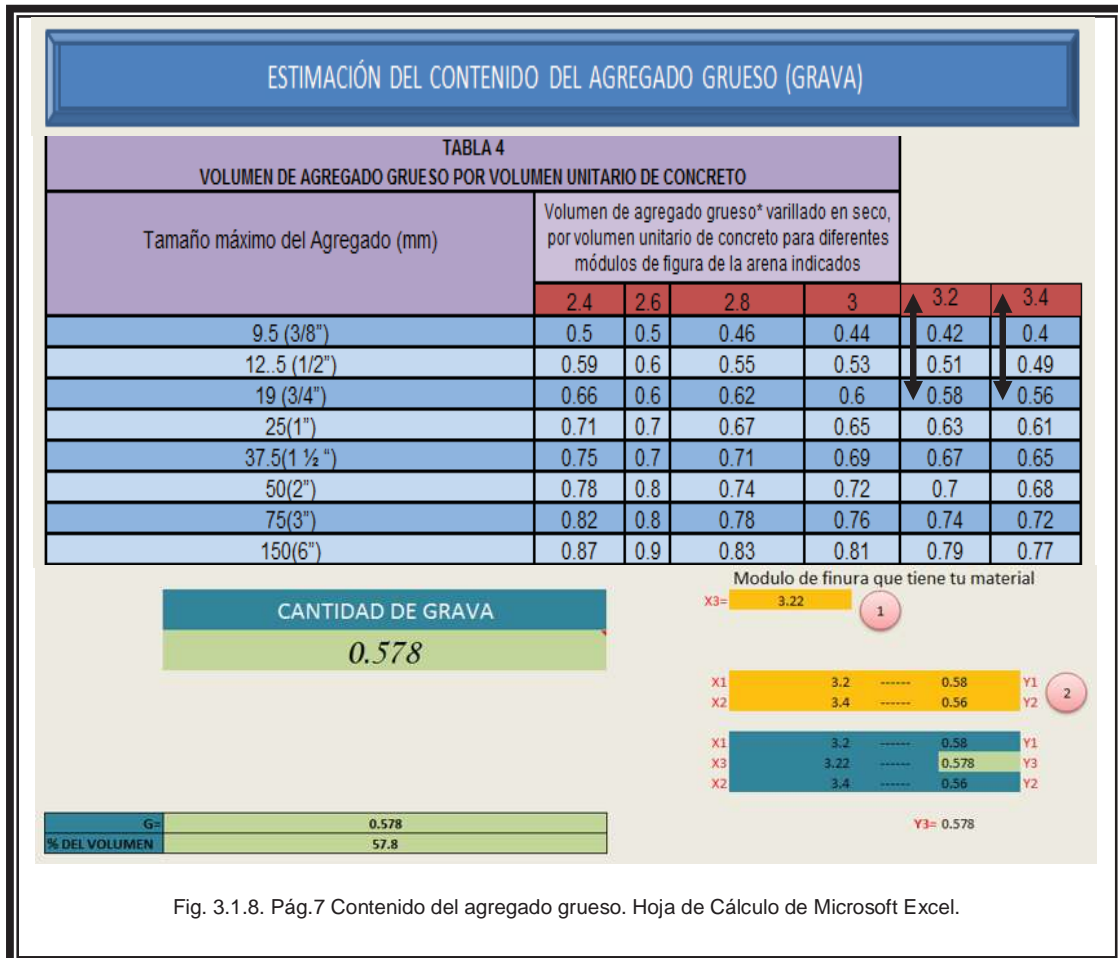 ESTIMACIÓN DEL CONTENIDO DEL AGREGADO GRUESO (GRAVA)
TABLA 4
VOLUMEN DE AGREGADO GRUESO POR VOLUMEN UNITARIO DE CONCRETO
Tamaño máximo del Agregado (mm)
Volumen de agregado grueso* varillado en seco,
por volumen unitario de concreto para diferentes
módulos de figura de la arena indicados
2.4 2.6 2.8 3 3.2 3.4
9.5 (3/8") 0.5 0.5 0.46 0.44 0.42 0.4
12..5 (1/2") 0.59 0.6 0.55 0.53 0.51 0.49
19 (3/4") 0.66 0.6 0.62 0.6 0.58 0.56
25(1") 0.71 0.7 0.67 0.65 0.63 0.61
37.5(1 ½ ") 0.75 0.7 0.71 0.69 0.67 0.65
50(2") 0.78 0.8 0.74 0.72 0.7 0.68
75(3") 0.82 0.8 0.78 0.76 0.74 0.72
150(6") 0.87 0.9 0.83 0.81 0.79 0.77
Modulo de finura que tiene tu material
X3= 3.22 1
CANTIDAD DE GRAVA
0.578
X1 3.2 ------ 0.58 Y1
X2 3.4 ------ 0.56 Y2
2
X1 3.2 ------ 0.58 Y1
X3 3.22 ------ 0.578 Y3
X2 3.4 ------ 0.56 Y2
G= 0.578
% DEL VOLUMEN 57.8
Y3= 0.578
Fig. 3.1.8. Pág.7 Contenido del agregado grueso. Hoja de Cálculo de Microsoft Excel.